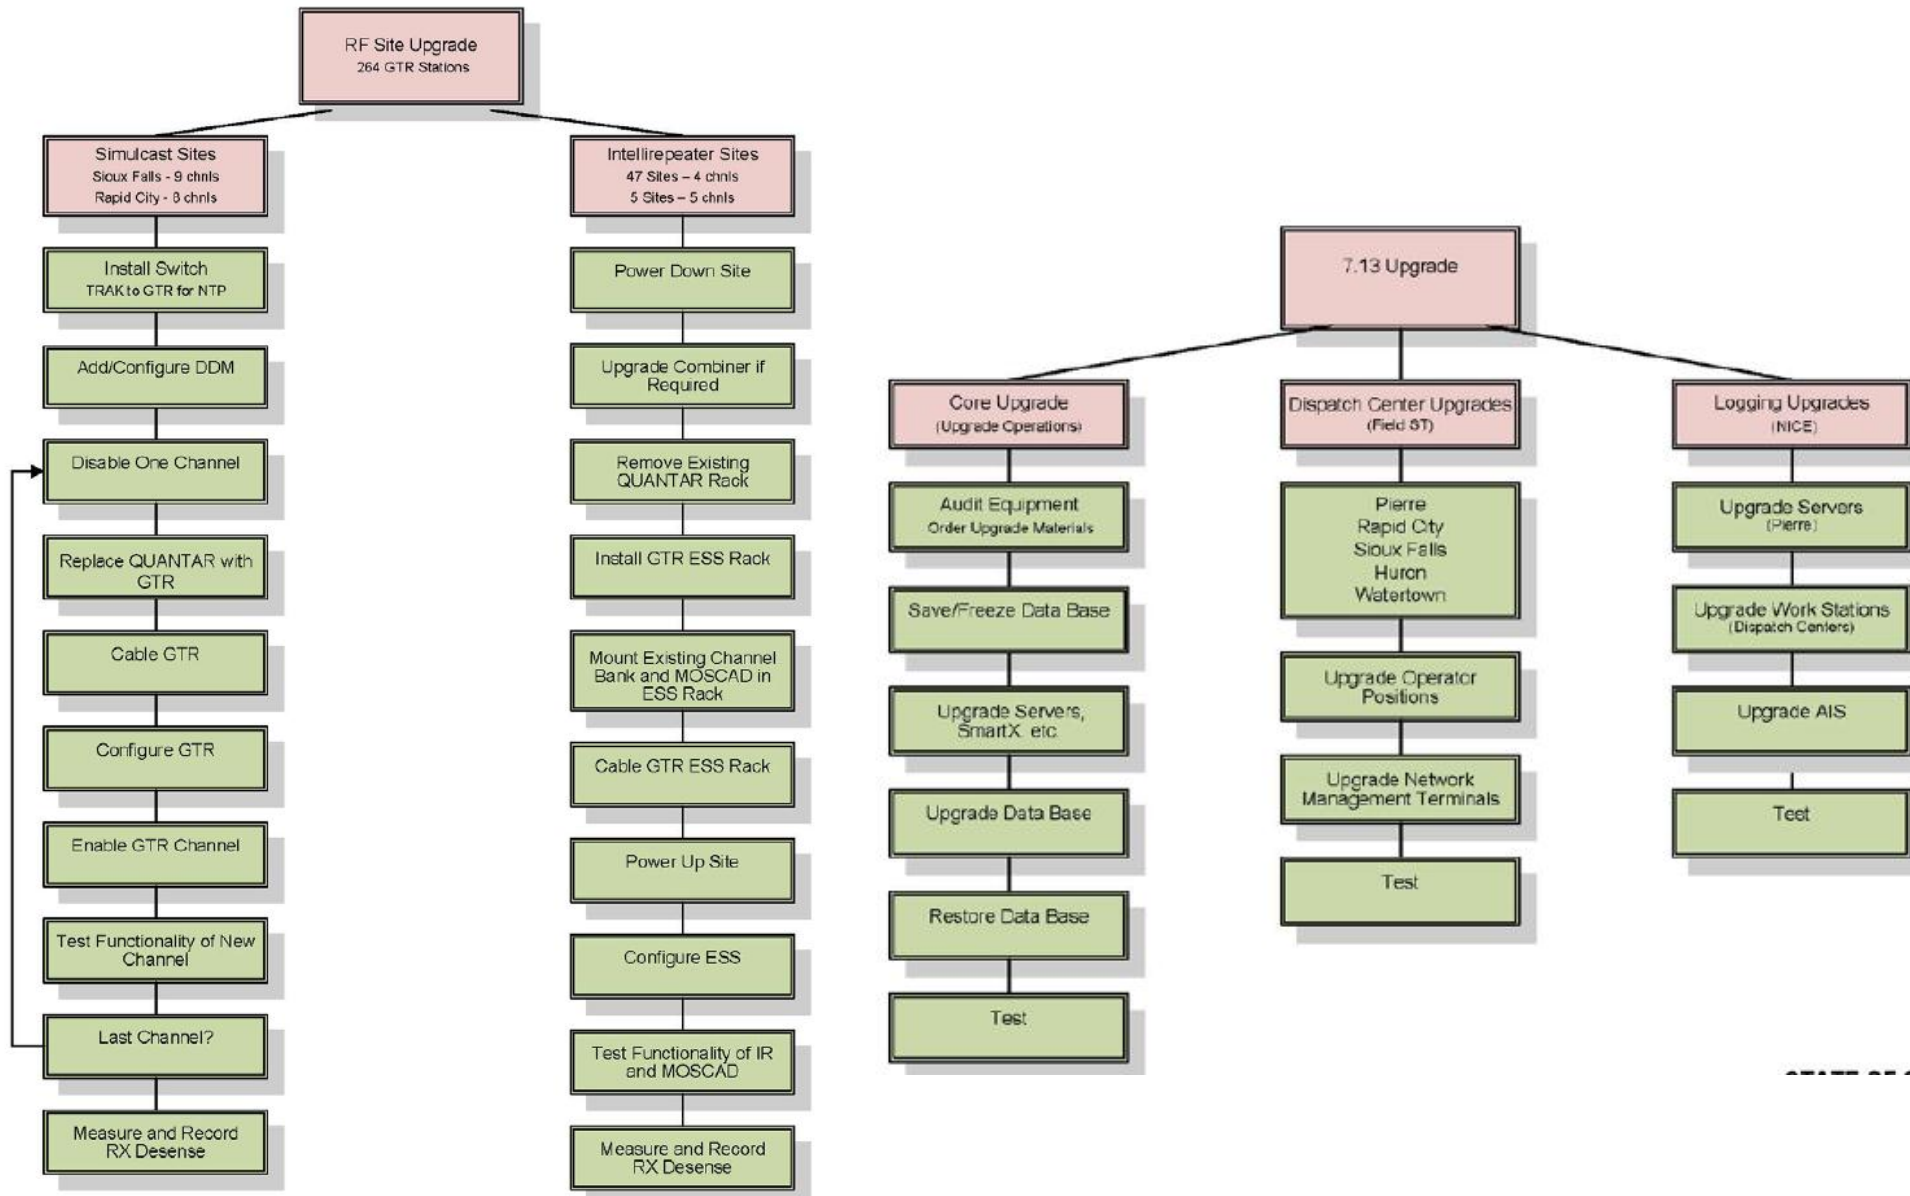 RF Site Upgrade
264 GTR Stations
Simulcast Sites
Sioux Falls - 9 chnls
Rapid City - 8 chnls
Install Switch
TRAK to GTR for NTP
Add/Configure DDM
Disable One Channel
Replace QUANTAR with
GTR
Cable GTR
Configure GTR
Enable GTR Channel
Test Functionality of New
Channel
Last Channel?
Measure and Record
RX Desense
Intellirepeater Sites
47 Sites – 4 chnls
5 Sites – 5 chnls
Power Down Site
Upgrade Combiner if
Required
Remove Existing
QUANTAR Rack
Install GTR ESS Rack
Mount Existing Channel
Bank and MOSCAD in
ESS Rack
Cable GTR ESS Rack
Power Up Site
Configure ESS
Test Functionality of IR
and MOSCAD
Measure and Record
RX Desense
7.13 Upgrade
Core Upgrade
(Upgrade Operations)
Audit Equipment
Order Upgrade Materials
Save/Freeze Data Base
Upgrade Servers,
SmartX. etc.
Upgrade Data Base
Restore Data Base
Test
Dispatch Center Upgrades
(Field ST)
Pierre
Rapid City
Sioux Falls
Huron
Watertown
Upgrade Operator
Positions
Upgrade Network
Management Terminals
Test
Logging Upgrades
(NICE)
Upgrade Servers
(Pierre)
Upgrade Work Stations
(Dispatch Centers)
Upgrade AIS
Test